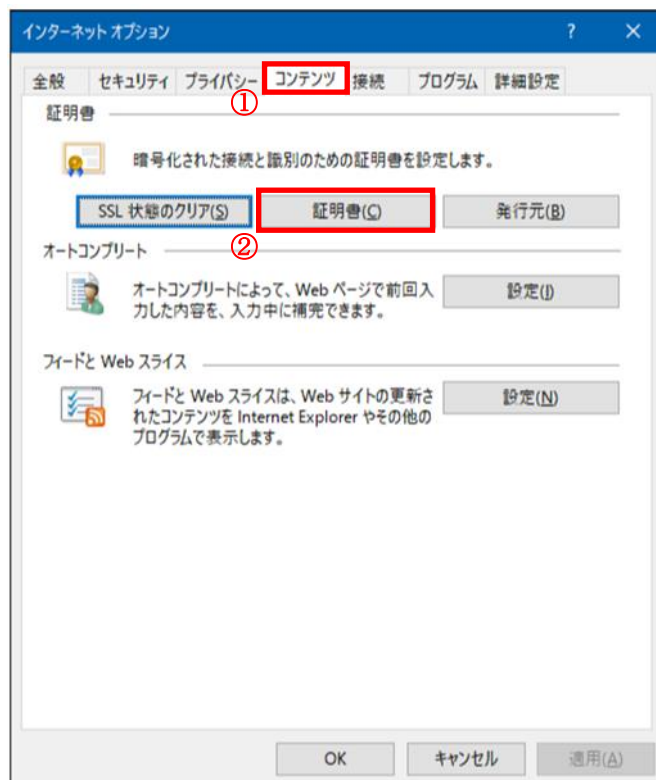 インターネット オプション ? ×
全般 セキュリティ プライバシー コンテンツ 接続 プログラム 詳細設定
①
証明書
暗号化された接続と識別のための証明書を設定します。
SSL 状態のクリア(S) 証明書(C) 発行元(B)
②
オートコンプリート
オートコンプリートによって、Web ページで前回入
力した内容を、入力中に補完できます。
設定(I)
フィードと Web スライス
フィードと Web スライスは、Web サイトの更新さ
れたコンテンツを Internet Explorer やその他の
プログラムで表示します。
設定(N)
OK キャンセル 適用(A)